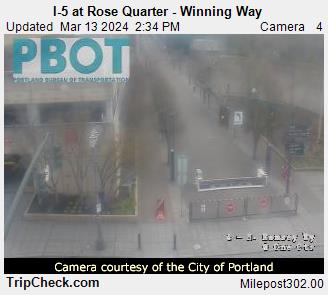 I-5 at Rose Quarter - Winning Way
Updated Mar 13 2024 2:34 PM Camera 4
PBOT
PORTLAND BUREAU OF TRANSPORTATION
Camera courtesy of the City of Portland
TripCheck.com Milepost302.00